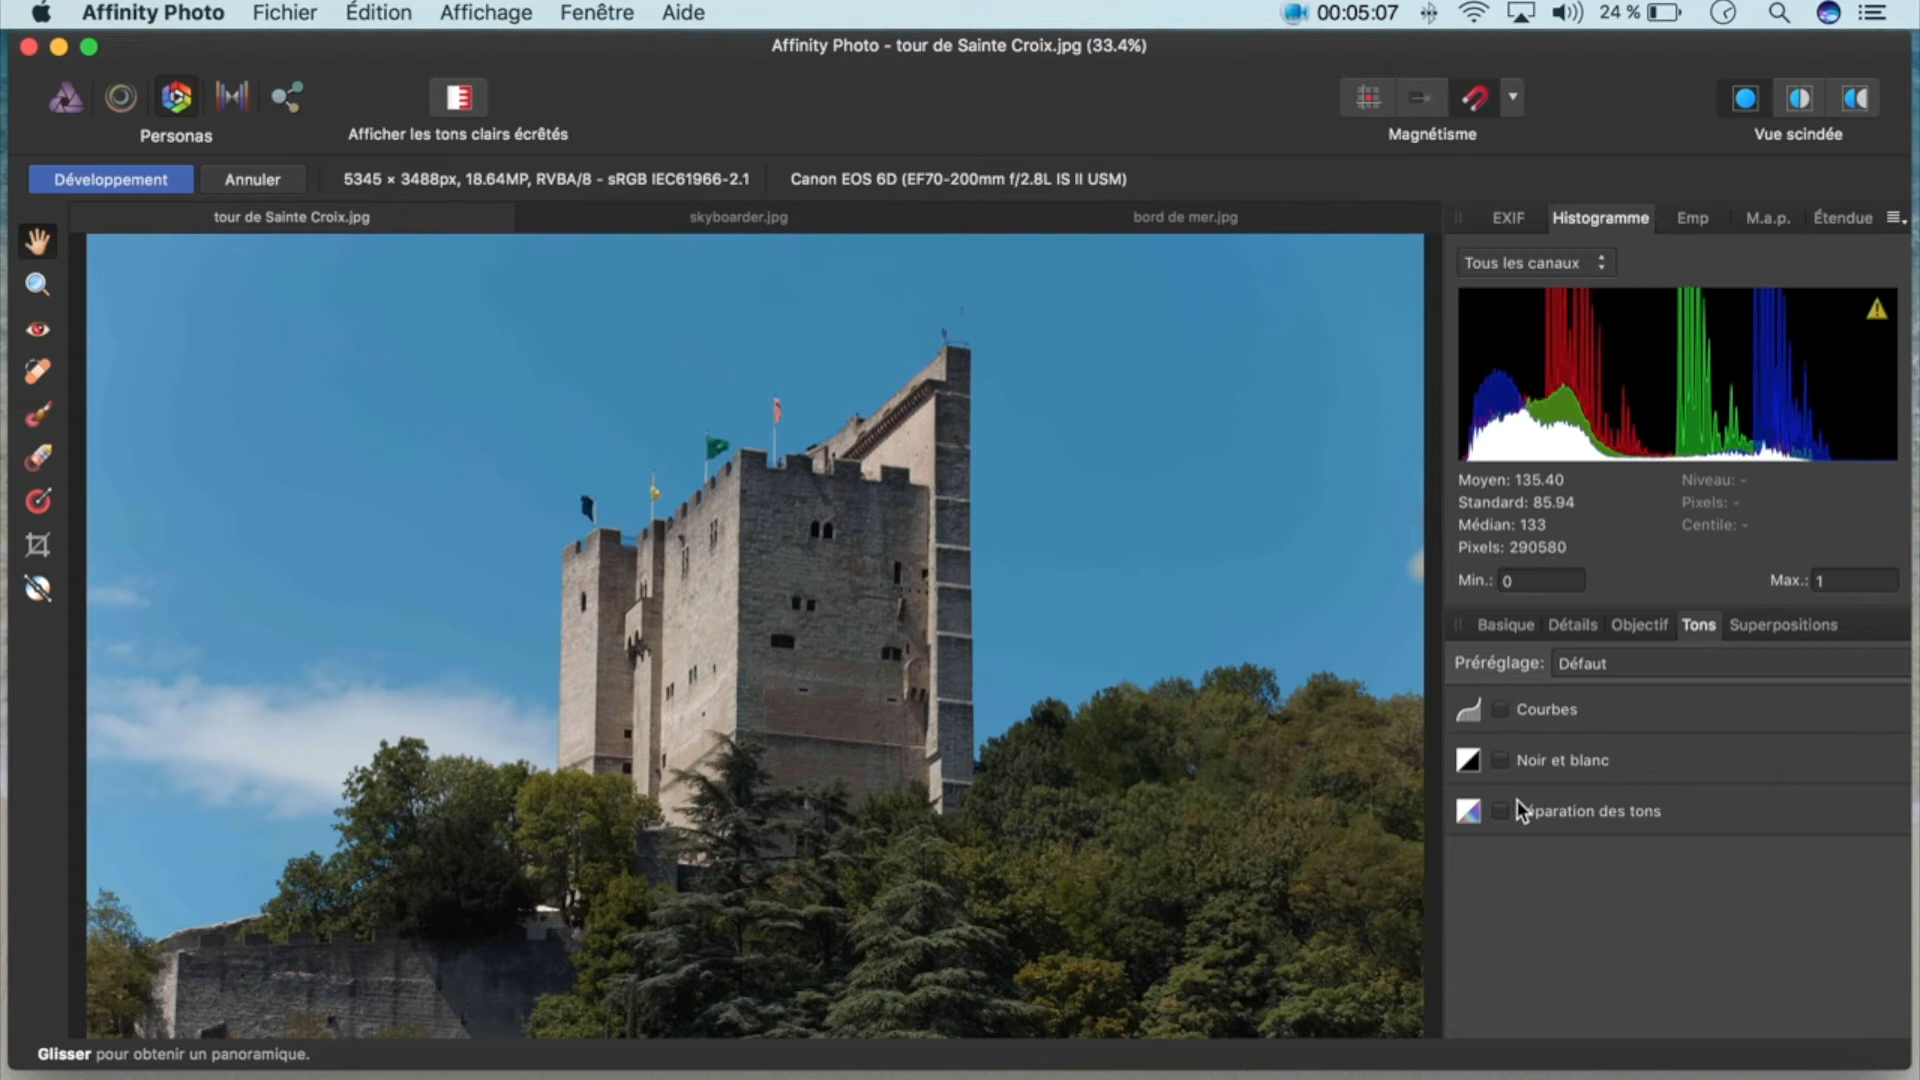 Affinity Photo Fichier Édition Affichage Fenêtre Aide 00:05:07 24 %
Affinity Photo - tour de Sainte Croix.jpg (33.4%)
Personas Afficher les tons clairs écrêtés Magnétisme Vue scindée
Développement Annuler 5345 × 3488px, 18.64MP, RVBA/8 - sRGB IEC61966-2.1 Canon EOS 6D (EF70-200mm f/2.8L IS II USM)
tour de Sainte Croix.jpg skyboarder.jpg bord de mer.jpg
EXIF Histogramme Emp M.a.p. Étendue
Tous les canaux
Moyen: 135.40 Niveau: -
Standard: 85.94 Pixels: -
Médian: 133 Centile: -
Pixels: 290580
Min.: 0 Max.: 1
Basique Détails Objectif Tons Superpositions
Préréglage: Défaut
Courbes
Noir et blanc
paration des tons
Glisser pour obtenir un panoramique.